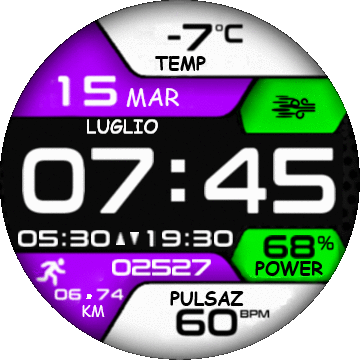 -7°C
TEMP
15 MAR
LUGLIO
07:45
05:30▲▼19:30
68%
POWER
02527
06.74
KM
PULSAZ
60 BPM